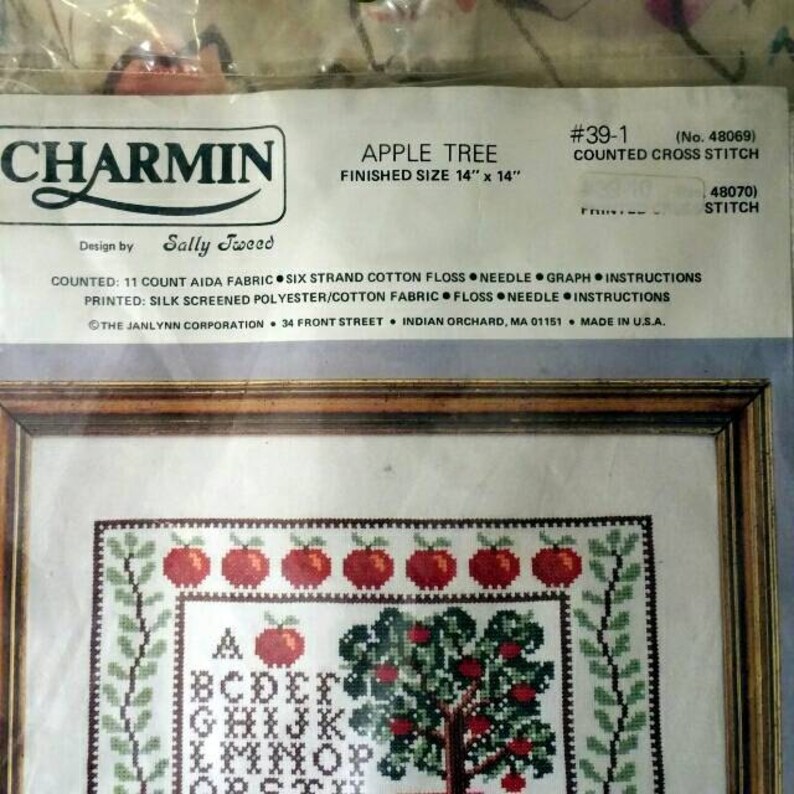 CHARMIN
APPLE TREE
FINISHED SIZE 14" x 14"
#39-1 (No. 48069)
COUNTED CROSS STITCH
48070)
PRINTED STITCH
Design by Sally Tweed
COUNTED: 11 COUNT AIDA FABRIC • SIX STRAND COTTON FLOSS • NEEDLE • GRAPH • INSTRUCTIONS
PRINTED: SILK SCREENED POLYESTER/COTTON FABRIC • FLOSS • NEEDLE • INSTRUCTIONS
©THE JANLYNN CORPORATION • 34 FRONT STREET • INDIAN ORCHARD, MA 01151 • MADE IN U.S.A.
A
BCDEF
GHIJK
LMNOP
QRSTU